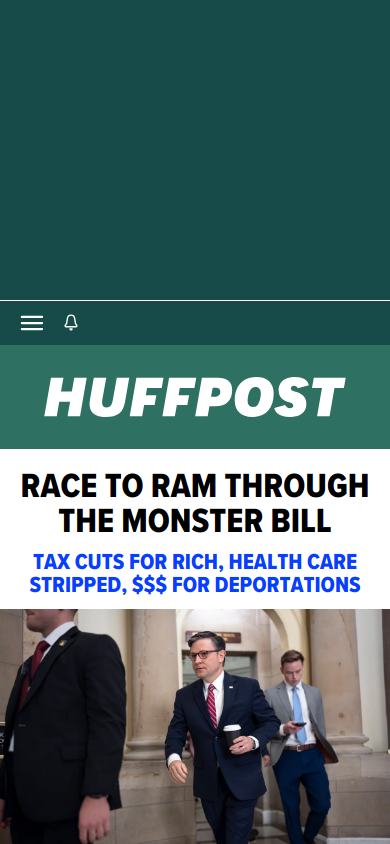 HUFFPOST
RACE TO RAM THROUGH
THE MONSTER BILL
TAX CUTS FOR RICH, HEALTH CARE
STRIPPED, $$$ FOR DEPORTATIONS